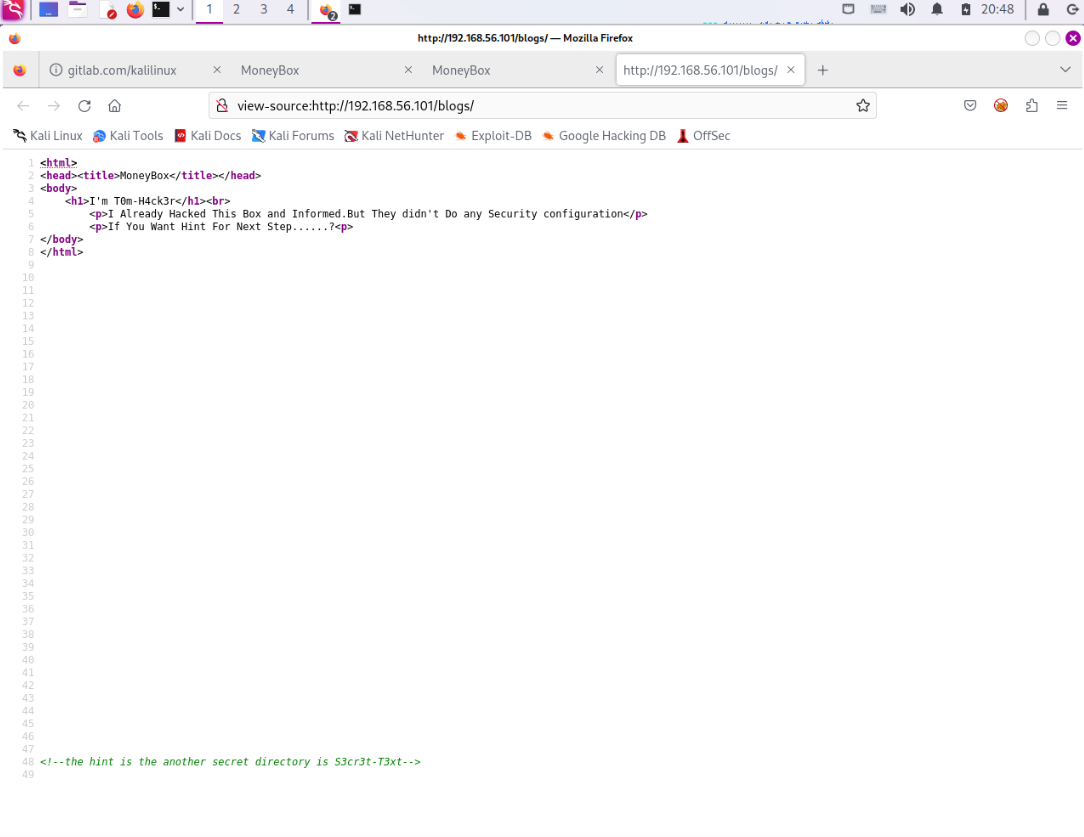 1 2 3 4 2 20:48
http://192.168.56.101/blogs/ — Mozilla Firefox
gitlab.com/kalilinux MoneyBox MoneyBox http://192.168.56.101/blogs/
view-source:http://192.168.56.101/blogs/
Kali Linux Kali Tools Kali Docs Kali Forums Kali NetHunter Exploit-DB Google Hacking DB OffSec
1 <html>
2 <head><title>MoneyBox</title></head>
3 <body>
4 <h1>I'm T0m-H4ck3r</h1><br>
5 <p>I Already Hacked This Box and Informed.But They didn't Do any Security configuration</p>
6 <p>If You Want Hint For Next Step......?<p>
7 </body>
8 </html>
9
10
11
12
13
14
15
16
17
18
19
20
21
22
23
24
25
26
27
28
29
30
31
32
33
34
35
36
37
38
39
40
41
42
43
44
45
46
47
48 <!--the hint is the another secret directory is S3cr3t-T3xt-->
49